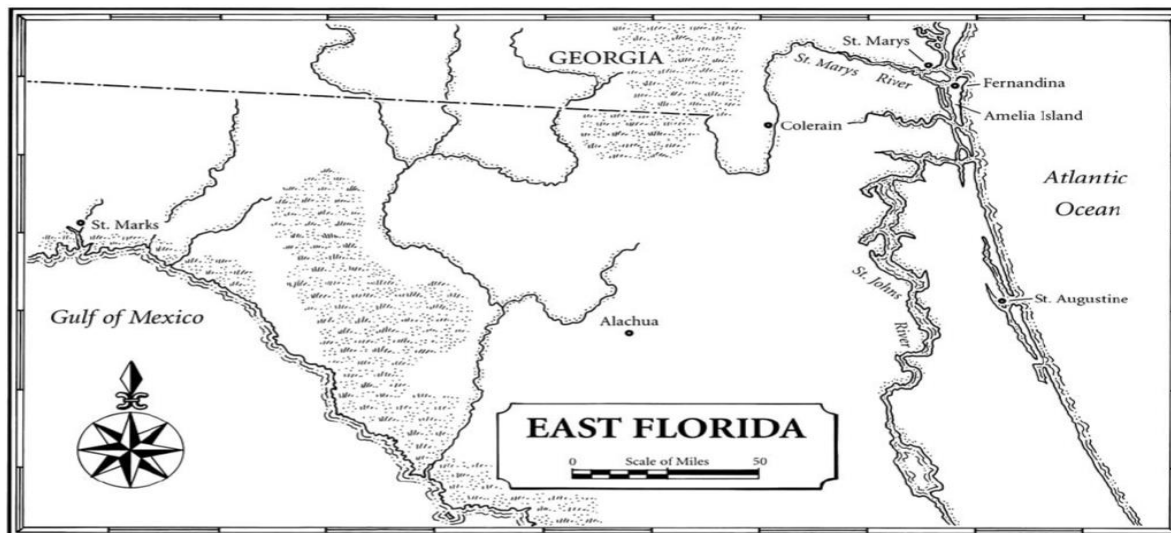 St. Marys
GEORGIA
St. Marys River
Fernandina
Amelia Island
Colerain
Atlantic
Ocean
St. Marks
St. Johns
River
St. Augustine
Gulf of Mexico
Alachua
EAST FLORIDA
0 Scale of Miles 50